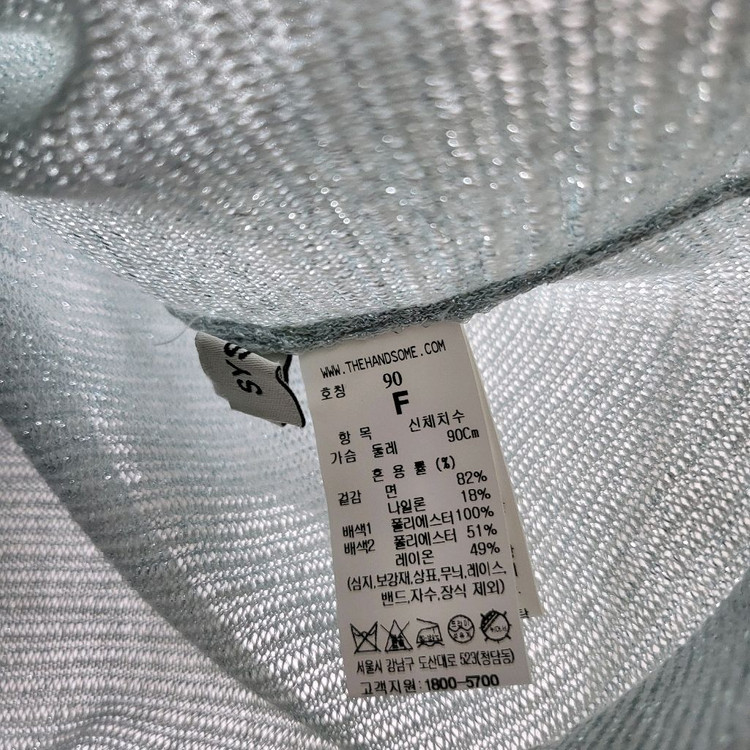 SYS
WWW.THEHANDSOME.COM
호칭 90
F
항 목 신체치수
가슴 둘레 90Cm
혼 용 률 (%)
겉감 면 82%
나일론 18%
배색1 폴리에스터 100%
배색2 폴리에스터 51%
레이온 49%
(심지,보강재,상표,무늬,레이스,
밴드,자수,장식 제외)
서울시 강남구 도산대로 523(청담동)
고객지원:1800-5700